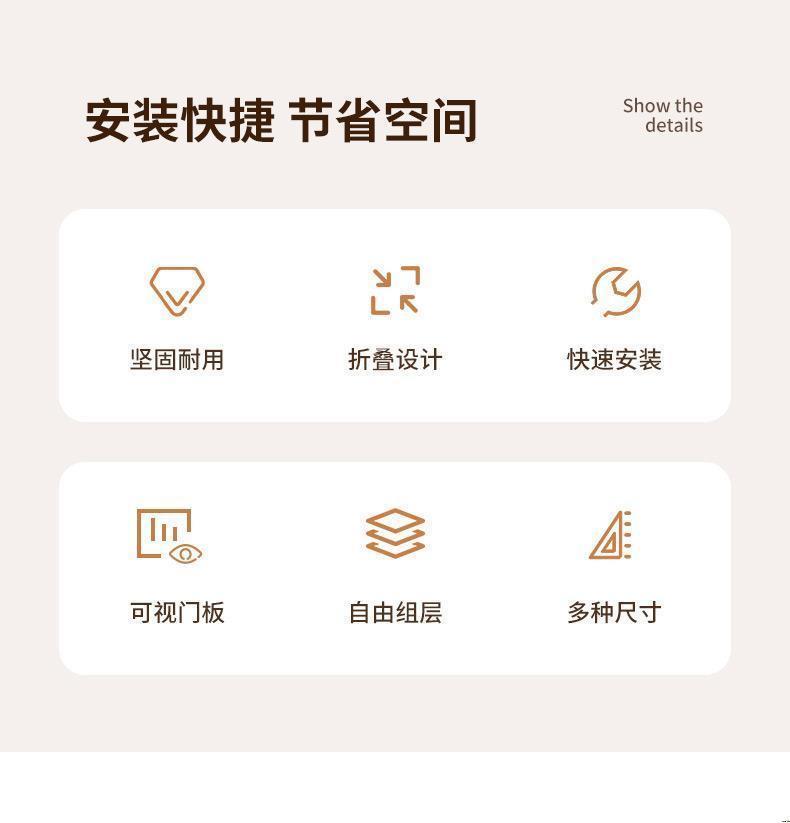 安装快捷 节省空间
Show the
details
坚固耐用
折叠设计
快速安装
可视门板
自由组层
多种尺寸